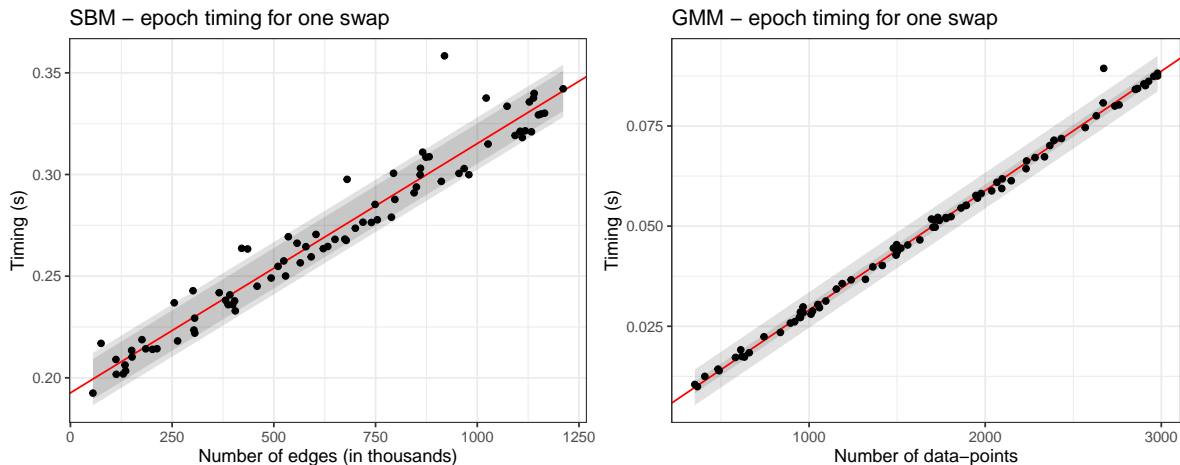 SBM – epoch timing for one swap
Timing (s)
0.35
0.30
0.25
0.20
0
250
500
750
1000
1250
Number of edges (in thousands)
GMM – epoch timing for one swap
Timing (s)
0.075
0.050
0.025
1000
2000
3000
Number of data–points